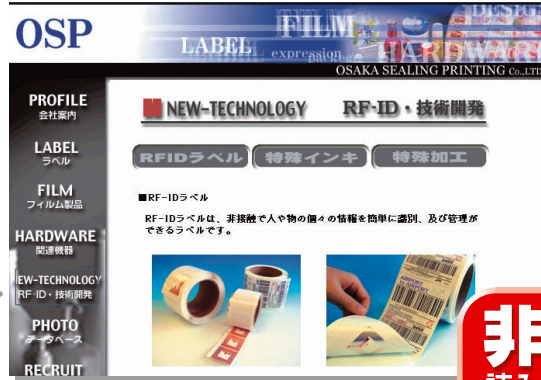 OSP
LABEL
FILM
expression
HARDWARE
OSAKA SEALING PRINTING Co.,LTD
PROFILE
会社案内
LABEL
ラベル
FILM
フィルム製品
HARDWARE
関連機器
EW-TECHNOLOGY
RF-ID・技術開発
PHOTO
データベース
RECRUIT
NEW-TECHNOLOGY RF-ID・技術開発
RFIDラベル 特殊インキ 特殊加工
■RF-IDラベル
RF-IDラベルは、非接触で人や物の個々の情報を簡単に識別、及び管理が
できるラベルです。
非